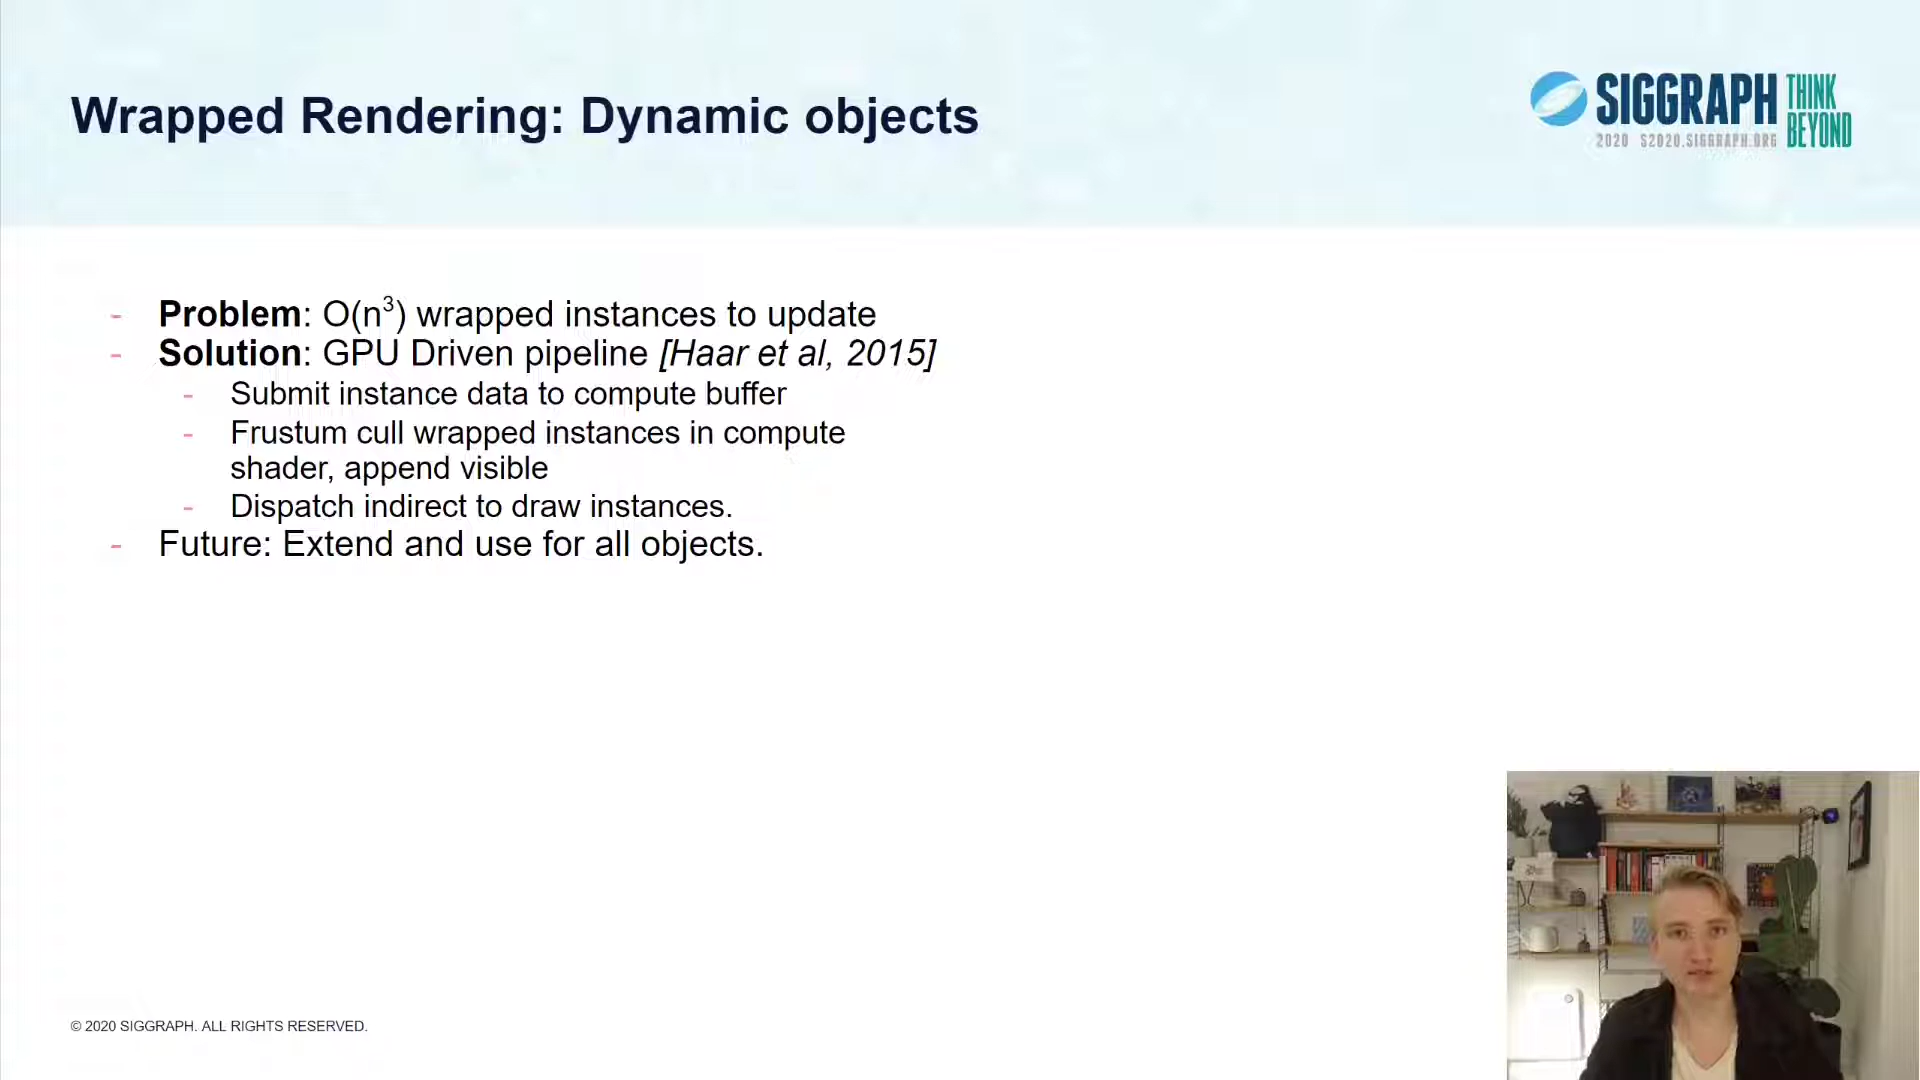 Wrapped Rendering: Dynamic objects
SIGGRAPH
THINK
BEYOND
2020 S2020.SIGGRAPH.ORG
- Problem: O(n³) wrapped instances to update
- Solution: GPU Driven pipeline [Haar et al, 2015]
- Submit instance data to compute buffer
- Frustum cull wrapped instances in compute
shader, append visible
- Dispatch indirect to draw instances.
- Future: Extend and use for all objects.
© 2020 SIGGRAPH. ALL RIGHTS RESERVED.